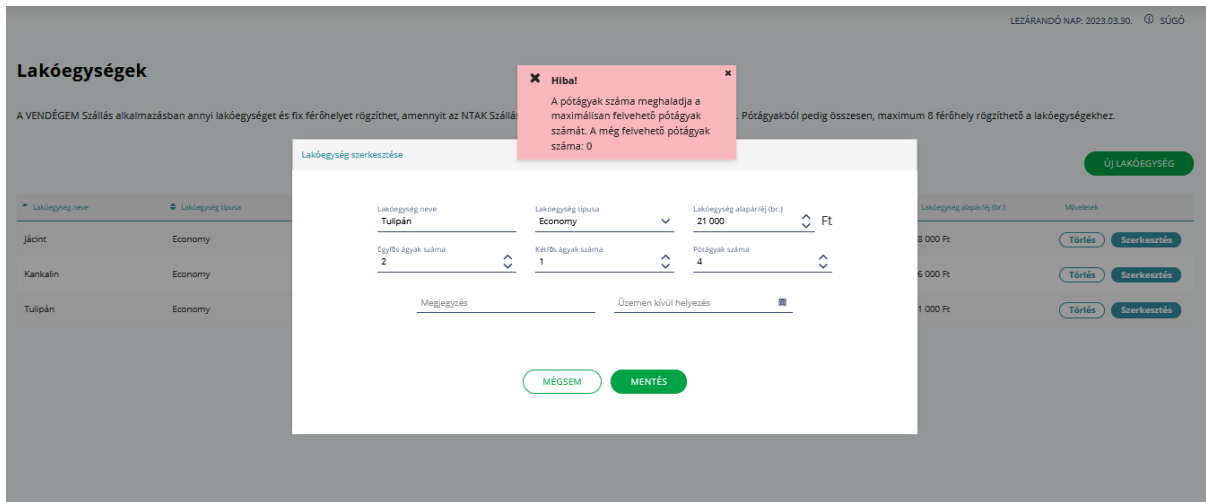 LEZÁRANDÓ NAP: 2023.03.30. SÚGÓ
Lakóegységek
Hiba!
A pótágyak száma meghaladja a
maximálisan felvehető pótágyak
számát. A még felvehető pótágyak
száma: 0
A VENDÉGEM Szállás alkalmazásban annyi lakóegységet és fix férőhelyet rögzíthet, amennyit az NTAK Szállás
. Pótágyakból pedig összesen, maximum 8 férőhely rögzíthető a lakóegységekhez.
Lakóegység szerkesztése
ÚJ LAKÓEGYSÉG
Lakóegység neve Lakóegység típusa Lakóegység alapár/éj (br.) Műveletek
Jácint Economy 8 000 Ft Törlés Szerkesztés
Kankalin Economy 6 000 Ft Törlés Szerkesztés
Tulipán Economy 1 000 Ft Törlés Szerkesztés
Lakóegység neve Lakóegység típusa Lakóegység alapár/éj (br.)
Tulipán Economy 21 000 Ft
Egyfős ágyak száma Kétfős ágyak száma Pótágyak száma
2 1 4
Megjegyzés Üzemen kívül helyezés
MÉGSEM MENTÉS